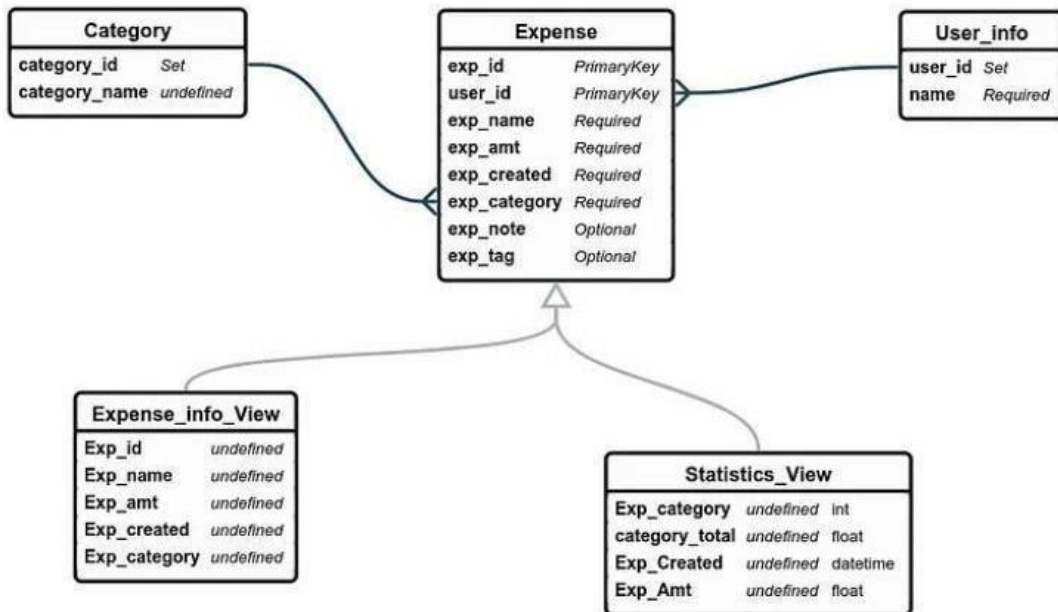 Category
category_id Set
category_name undefined
Expense
exp_id PrimaryKey
user_id PrimaryKey
exp_name Required
exp_amt Required
exp_created Required
exp_category Required
exp_note Optional
exp_tag Optional
User_info
user_id Set
name Required
Expense_info_View
Exp_id undefined
Exp_name undefined
Exp_amt undefined
Exp_created undefined
Exp_category undefined
Statistics_View
Exp_category undefined int
category_total undefined float
Exp_Created undefined datetime
Exp_Amt undefined float